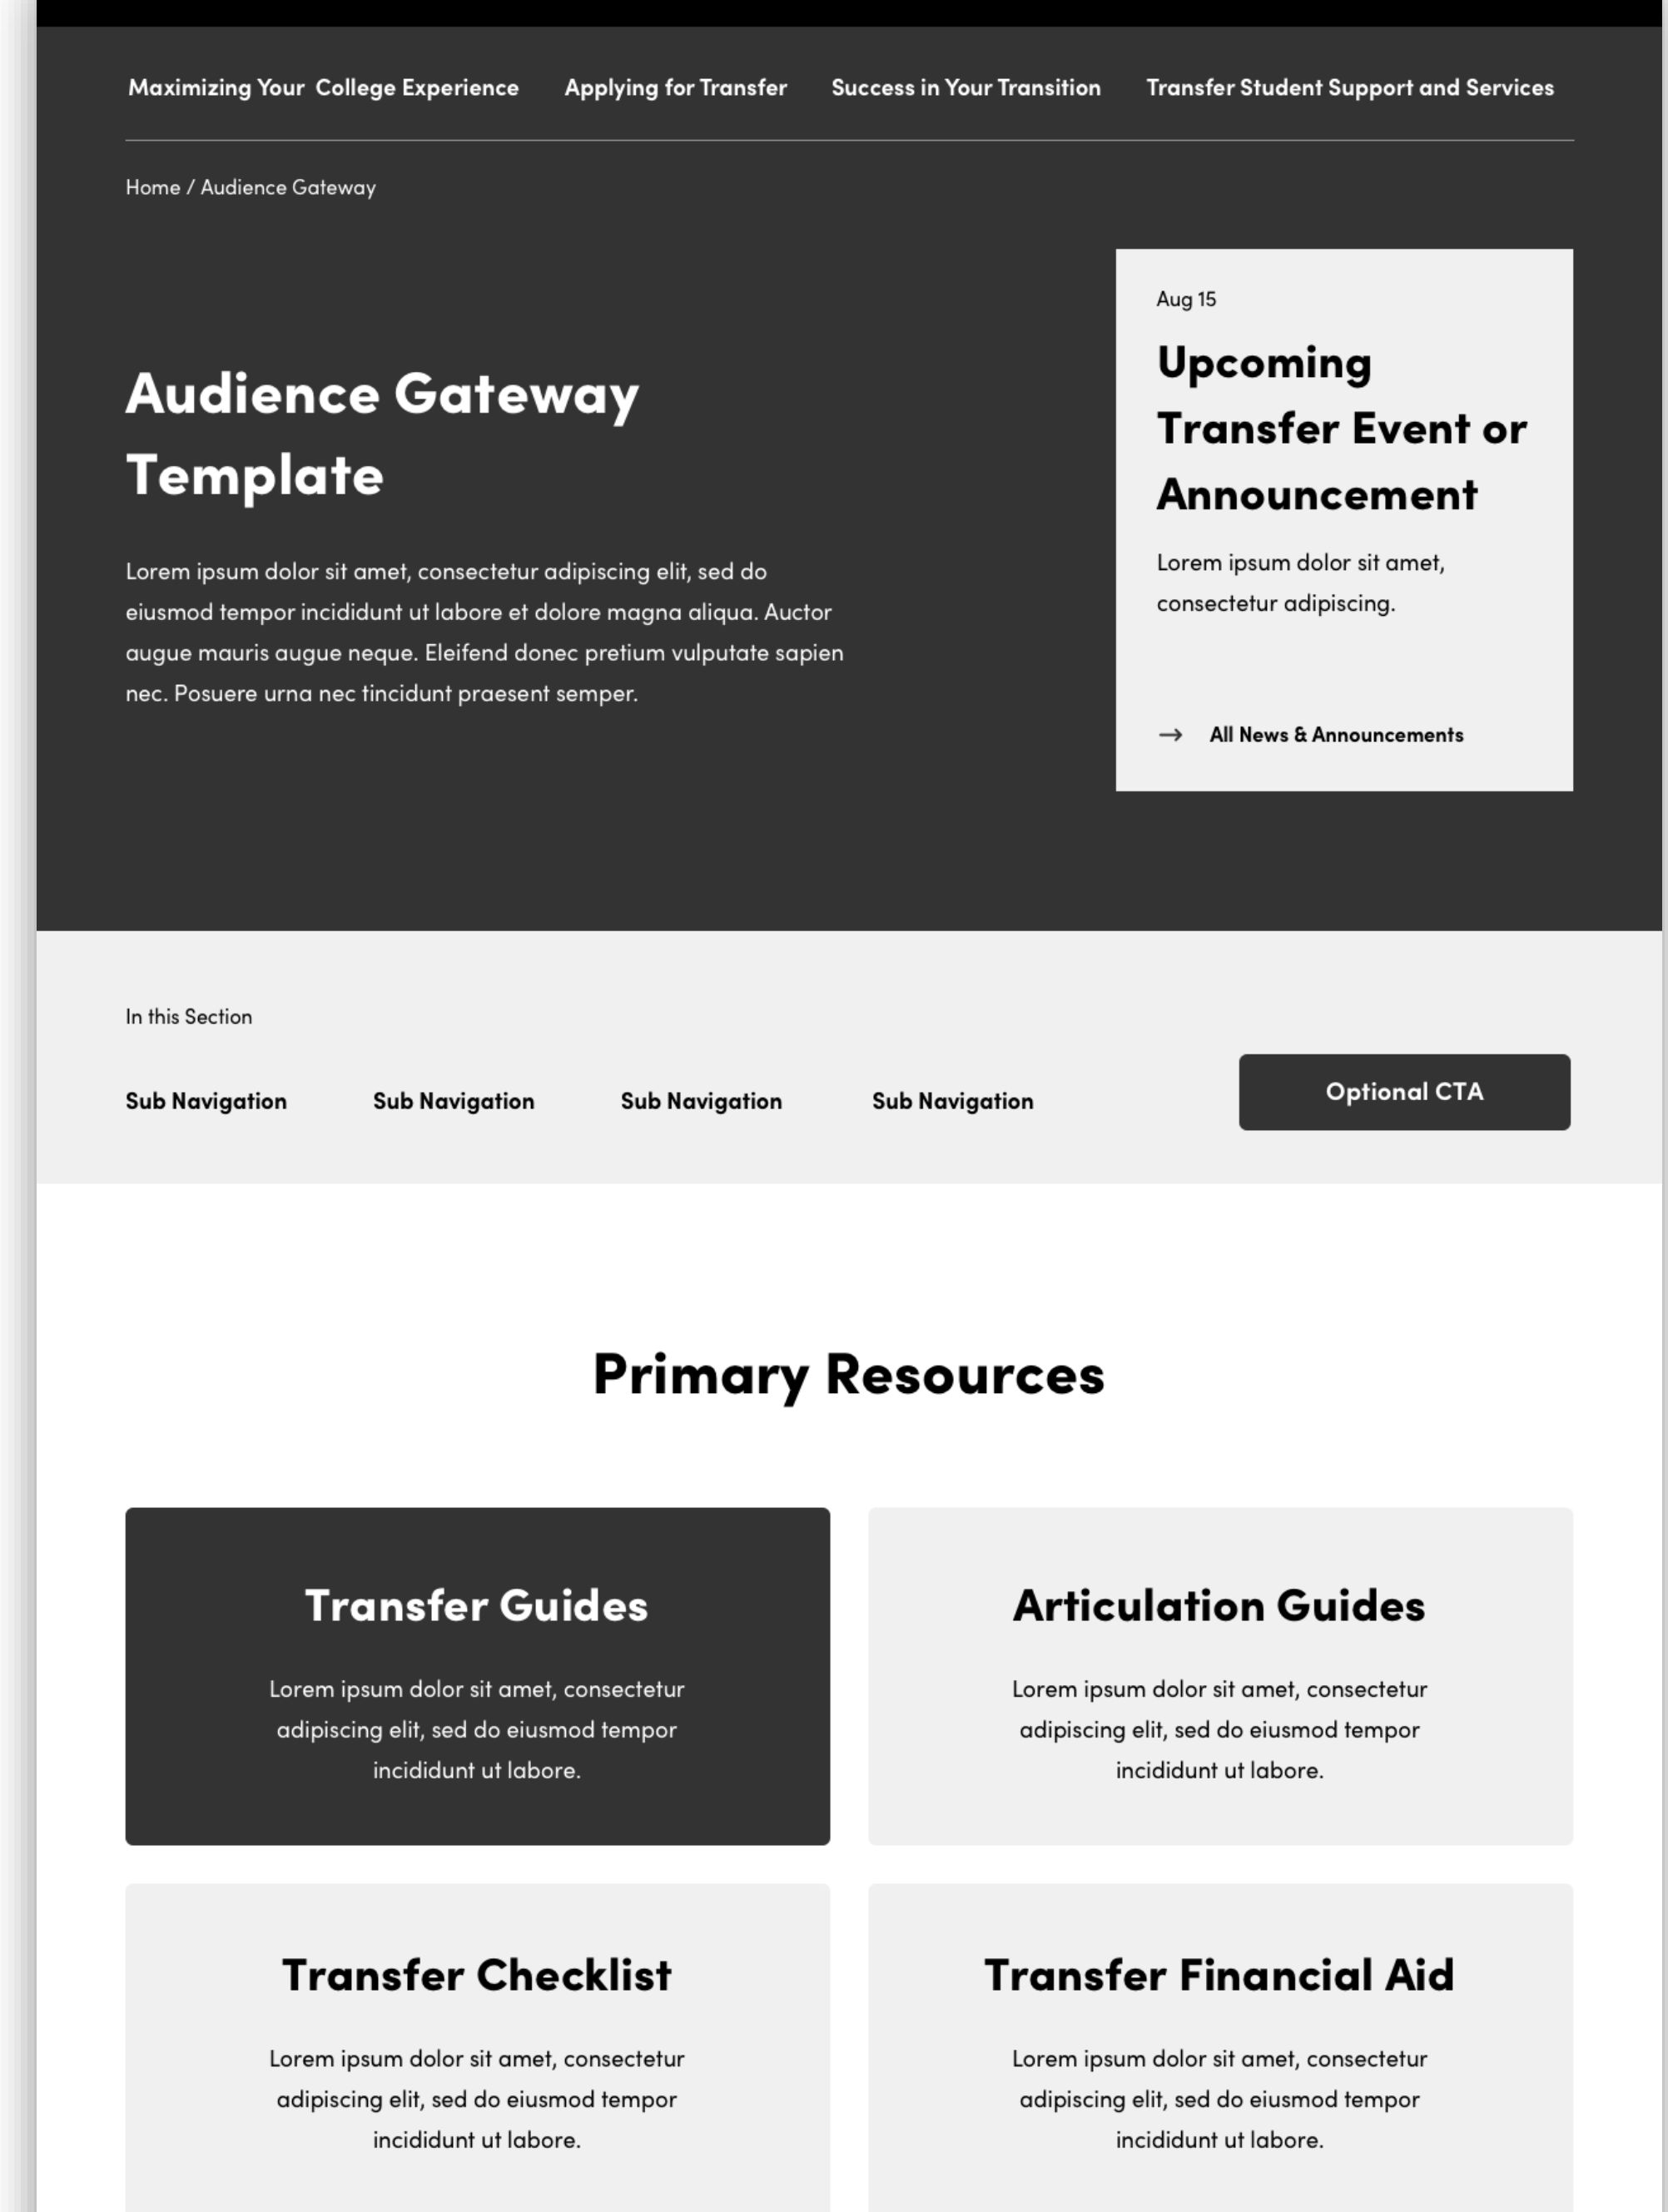 Maximizing Your  College Experience
Applying for Transfer
Success in Your Transition
Transfer Student Support and Services
Home / Audience Gateway
Audience Gateway
Template
Lorem ipsum dolor sit amet, consectetur adipiscing elit, sed do
eiusmod tempor incididunt ut labore et dolore magna aliqua. Auctor
augue mauris augue neque. Eleifend donec pretium vulputate sapien
nec. Posuere urna nec tincidunt praesent semper.
Aug 15
Upcoming
Transfer Event or
Announcement
Lorem ipsum dolor sit amet,
consectetur adipiscing.
→ All News & Announcements
In this Section
Sub Navigation
Sub Navigation
Sub Navigation
Sub Navigation
Optional CTA
Primary Resources
Transfer Guides
Lorem ipsum dolor sit amet, consectetur
adipiscing elit, sed do eiusmod tempor
incididunt ut labore.
Articulation Guides
Lorem ipsum dolor sit amet, consectetur
adipiscing elit, sed do eiusmod tempor
incididunt ut labore.
Transfer Checklist
Lorem ipsum dolor sit amet, consectetur
adipiscing elit, sed do eiusmod tempor
incididunt ut labore.
Transfer Financial Aid
Lorem ipsum dolor sit amet, consectetur
adipiscing elit, sed do eiusmod tempor
incididunt ut labore.